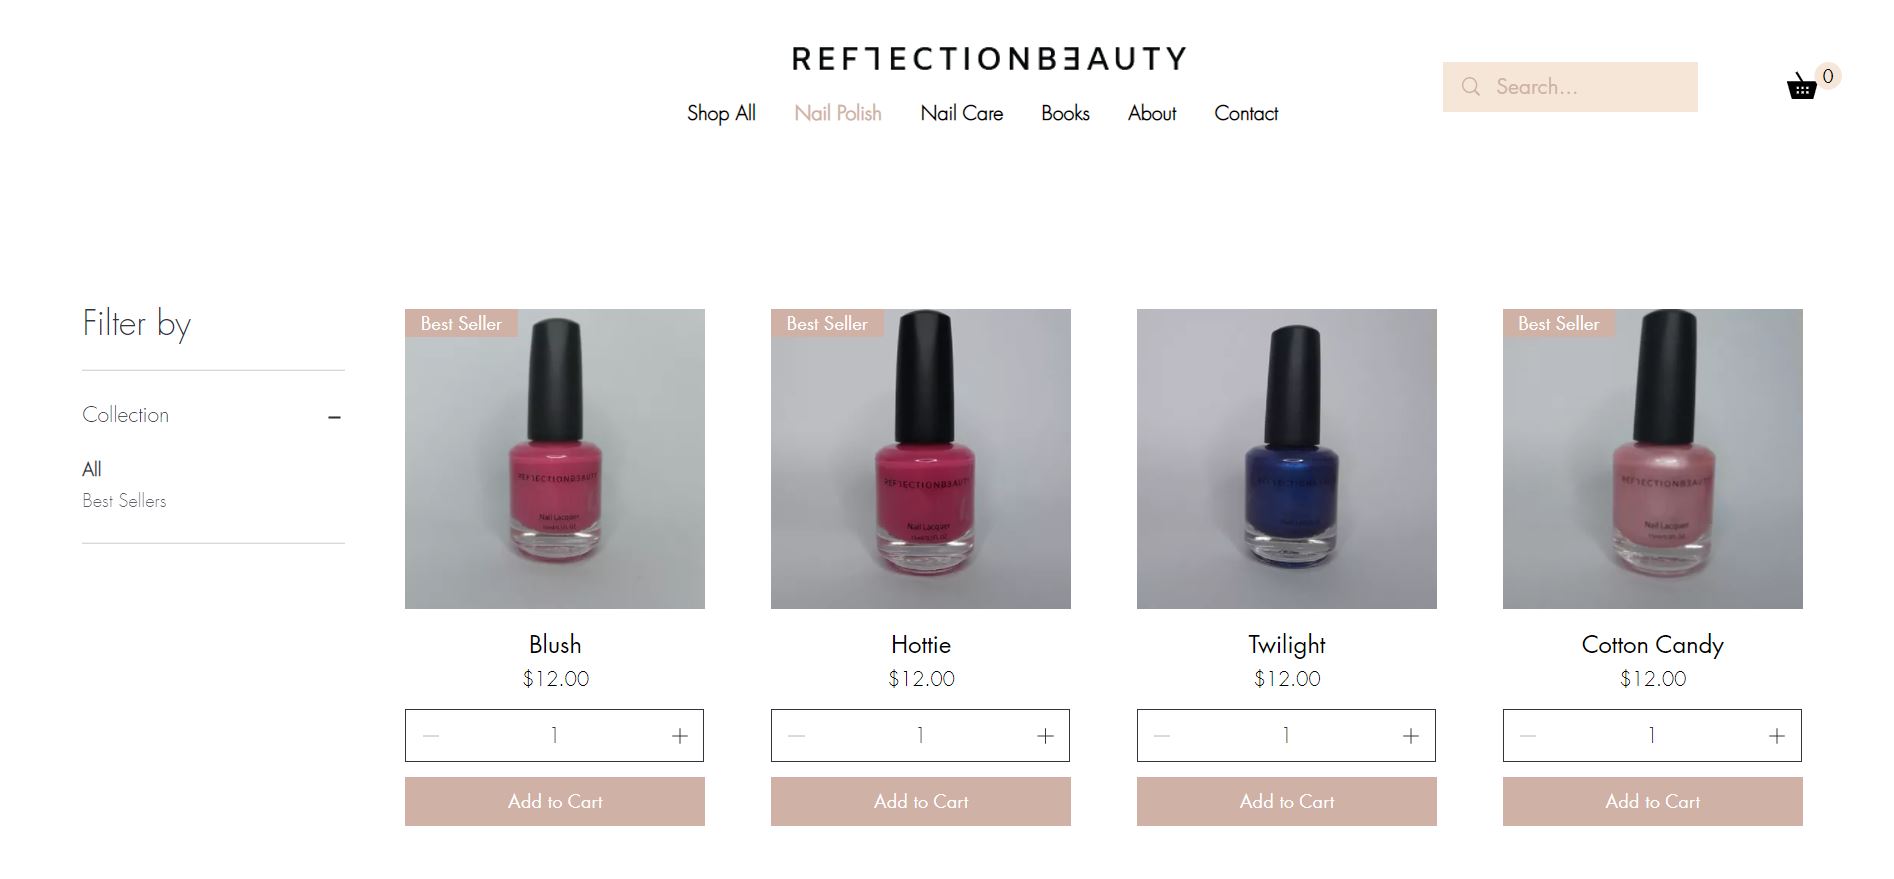 REFLECTIONBEAUTY
Search...
0
Shop All Nail Polish Nail Care Books About Contact
Filter by
Collection
All
Best Sellers
Best Seller
REFLECTIONBEAUTY
Nail Lacquer
Blush
$12.00
1
Add to Cart
Best Seller
REFLECTIONBEAUTY
Nail Lacquer
Hottie
$12.00
1
Add to Cart
REFLECTIONBEAUTY
Twilight
$12.00
1
Add to Cart
Best Seller
REFLECTIONBEAUTY
Nail Lacquer
Cotton Candy
$12.00
1
Add to Cart